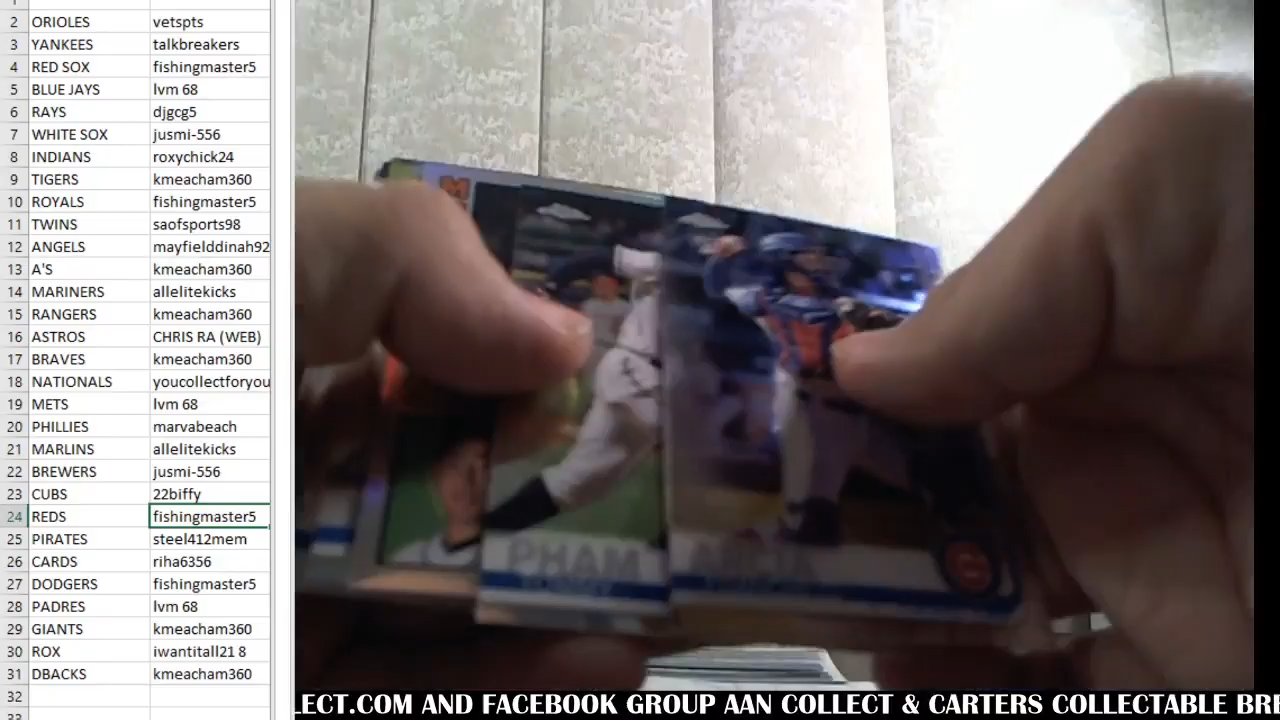 2 ORIOLES vetspts
3 YANKEES talkbreakers
4 RED SOX fishingmaster5
5 BLUE JAYS lvm 68
6 RAYS djgcg5
7 WHITE SOX jusmi-556
8 INDIANS roxychick24
9 TIGERS kmeacham360
10 ROYALS fishingmaster5
11 TWINS saofsports98
12 ANGELS mayfielddinah92
13 A'S kmeacham360
14 MARINERS allelitekicks
15 RANGERS kmeacham360
16 ASTROS CHRIS RA (WEB)
17 BRAVES kmeacham360
18 NATIONALS youcollectforyou
19 METS lvm 68
20 PHILLIES marvabeach
21 MARLINS allelitekicks
22 BREWERS jusmi-556
23 CUBS 22biffy
24 REDS fishingmaster5
25 PIRATES steel412mem
26 CARDS riha6356
27 DODGERS fishingmaster5
28 PADRES lvm 68
29 GIANTS kmeacham360
30 ROX iwantitall21 8
31 DBACKS kmeacham360
32
PHAM
LECT.COM AND FACEBOOK GROUP AAN COLLECT & CARTERS COLLECTABLE BRE